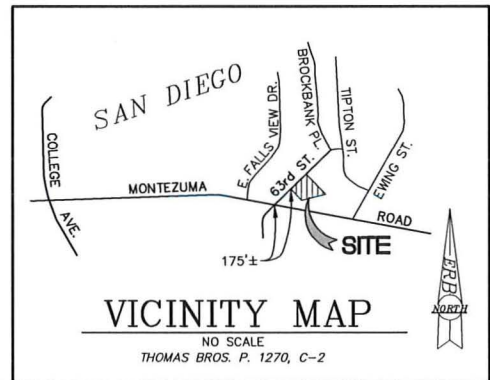 SAN DIEGO
COLLEGE
AVE.
MONTEZUMA
E. FALLS VIEW DR.
63rd ST.
BROCKBANK PL.
TIPTON ST.
EWING ST.
ROAD
175'±
SITE
ERB
NORTH
VICINITY MAP
NO SCALE
THOMAS BROS. P. 1270, C-2